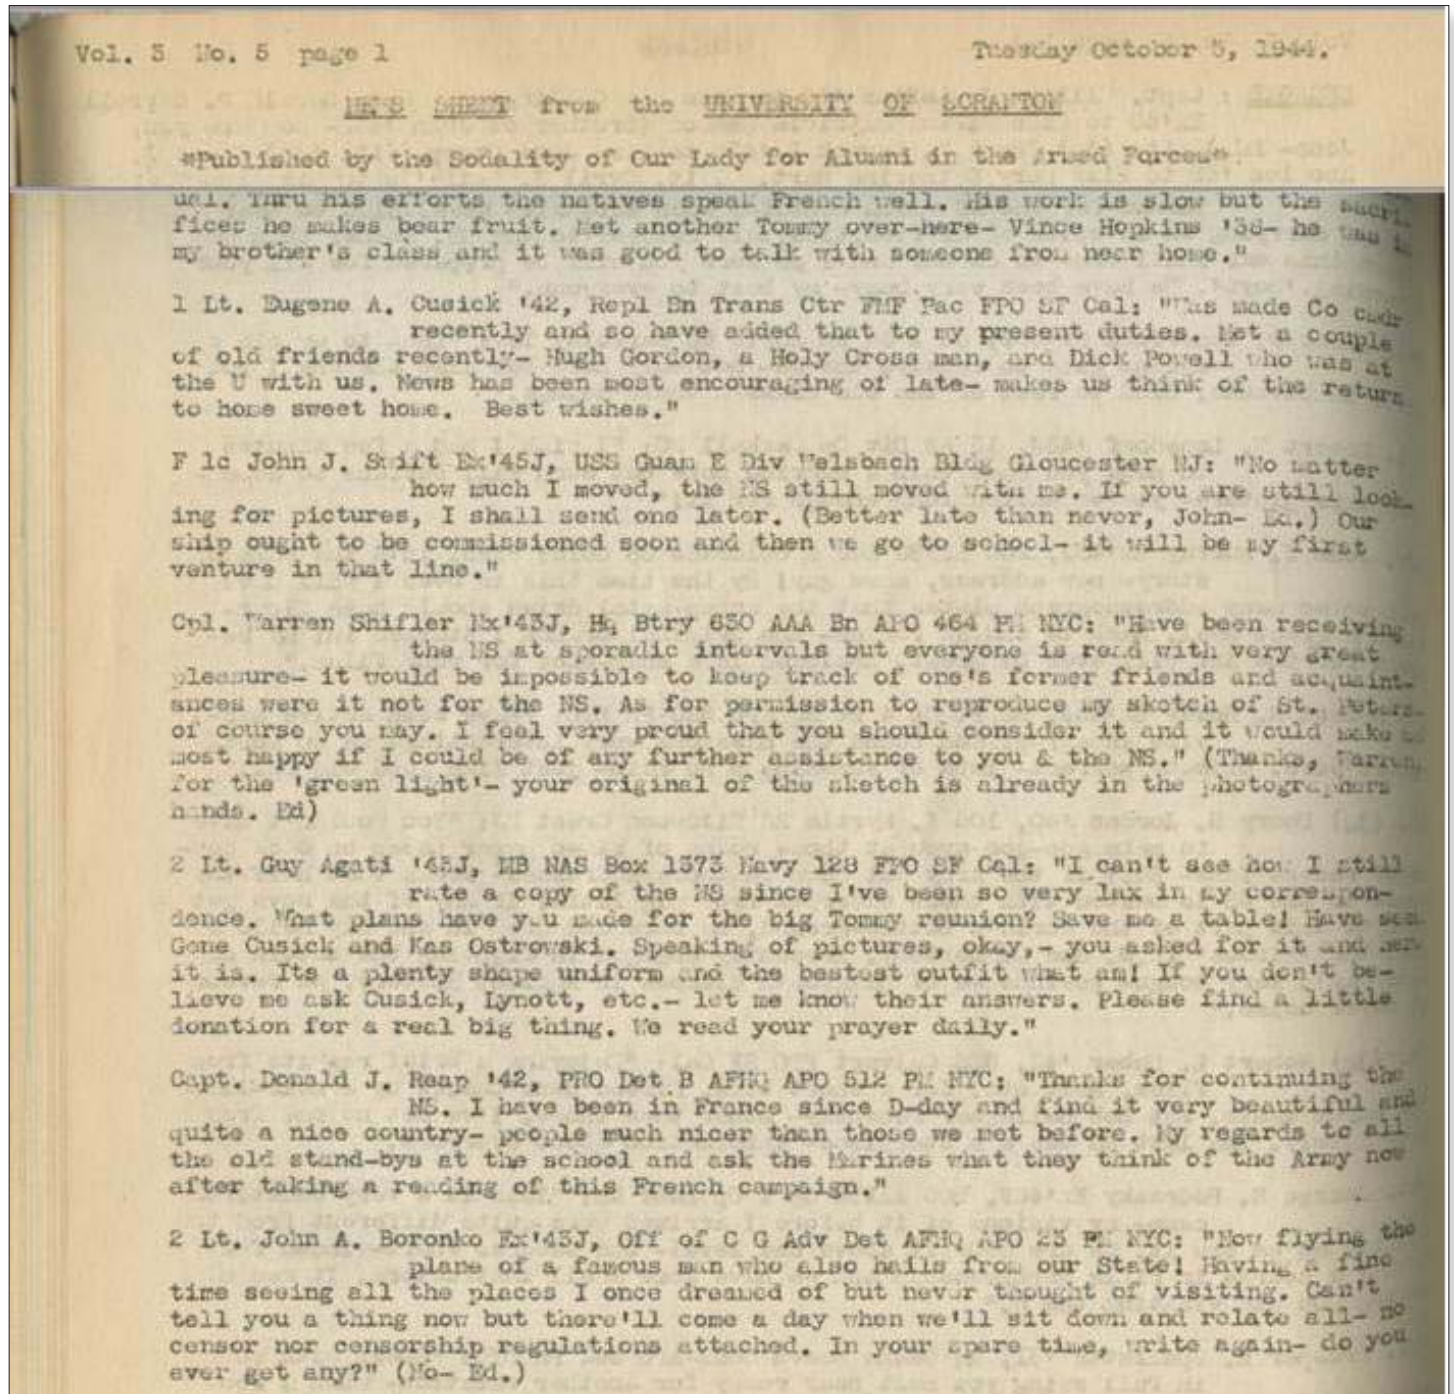 Vol. 3 No. 5 page 1 Tuesday October 3, 1944.
NEWS SHEET from the UNIVERSITY OF SCRANTON
*Published by the Sodality of Our Lady for Alumni in the Armed Forces*
ual. Thru his efforts the natives speak French well. His work is slow but the sacri-
fices he makes bear fruit. Met another Tommy over-here- Vince Hopkins '38- he was in
my brother's class and it was good to talk with someone from near home."
1 Lt. Eugene A. Cusick '42, Repl Bn Trans Ctr FMF Pac FPO SF Cal: "Was made Co
recently and so have added that to my present duties. Met a couple
of old friends recently- Hugh Gordon, a Holy Cross man, and Dick Powell who was at
the U with us. News has been most encouraging of late- makes us think of the return
to home sweet home. Best wishes."
F 1c John J. Swift Ex'45J, USS Guam E Div Welsbach Bldg Gloucester NJ: "No matter
how much I moved, the NS still moved with me. If you are still look-
ing for pictures, I shall send one later. (Better late than never, John- Ed.) Our
ship ought to be commissioned soon and then we go to school- it will be my first
venture in that line."
Cpl. Warren Shifler Ex'43J, Hq Btry 630 AAA Bn APO 464 PM NYC: "Have been receiving
the NS at sporadic intervals but everyone is read with very great
pleasure- it would be impossible to keep track of one's former friends and acquaint-
ances were it not for the NS. As for permission to reproduce my sketch of St. Peters
of course you may. I feel very proud that you should consider it and it would make
most happy if I could be of any further assistance to you & the NS." (Thanks, Warren,
for the 'green light'- your original of the sketch is already in the photographers
hands. Ed)
2 Lt. Guy Agati '43J, MB NAS Box 1373 Navy 128 FPO SF Cal: "I can't see how I still
rate a copy of the NS since I've been so very lax in my correspon-
dence. What plans have you made for the big Tommy reunion? Save me a table! Have seen
Gene Cusick and Kas Ostrowski. Speaking of pictures, okay,- you asked for it and here
it is. Its a plenty shape uniform and the bestest outfit what am! If you don't be-
lieve me ask Cusick, Lynott, etc.- let me know their answers. Please find a little
donation for a real big thing. We read your prayer daily."
Capt. Donald J. Reap '42, PRO Det B AFHQ APO 512 PM NYC: "Thanks for continuing the
NS. I have been in France since D-day and find it very beautiful and
quite a nice country- people much nicer than those we met before. My regards to all
the old stand-bys at the school and ask the Marines what they think of the Army now
after taking a reading of this French campaign."
2 Lt. John A. Boronko Ex'43J, Off of C G Adv Det AFHQ APO 23 PM NYC: "Now flying the
plane of a famous man who also hails from our State! Having a fine
time seeing all the places I once dreamed of but never thought of visiting. Can't
tell you a thing now but there'll come a day when we'll sit down and relate all- no
censor nor censorship regulations attached. In your spare time, write again- do you
ever get any?" (No- Ed.)